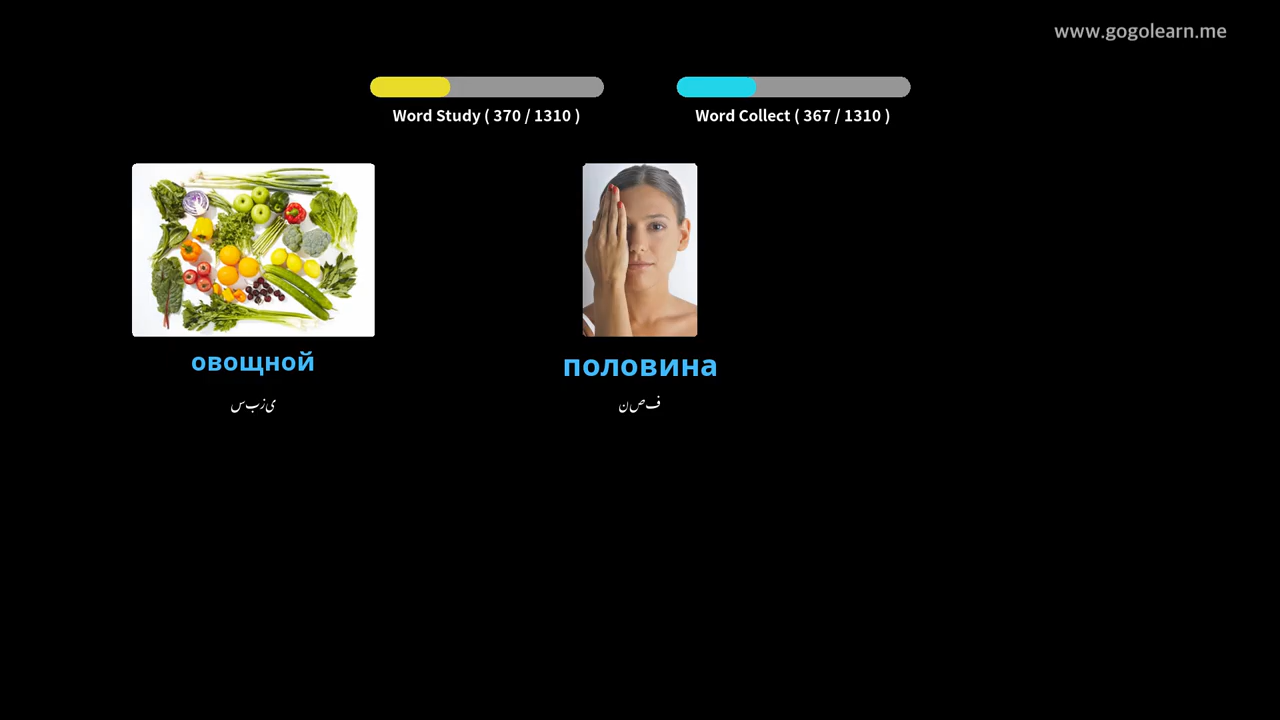 www.gogolearn.me
Word Study ( 370 / 1310 )
Word Collect ( 367 / 1310 )
овощной
سبزی
половина
نصف